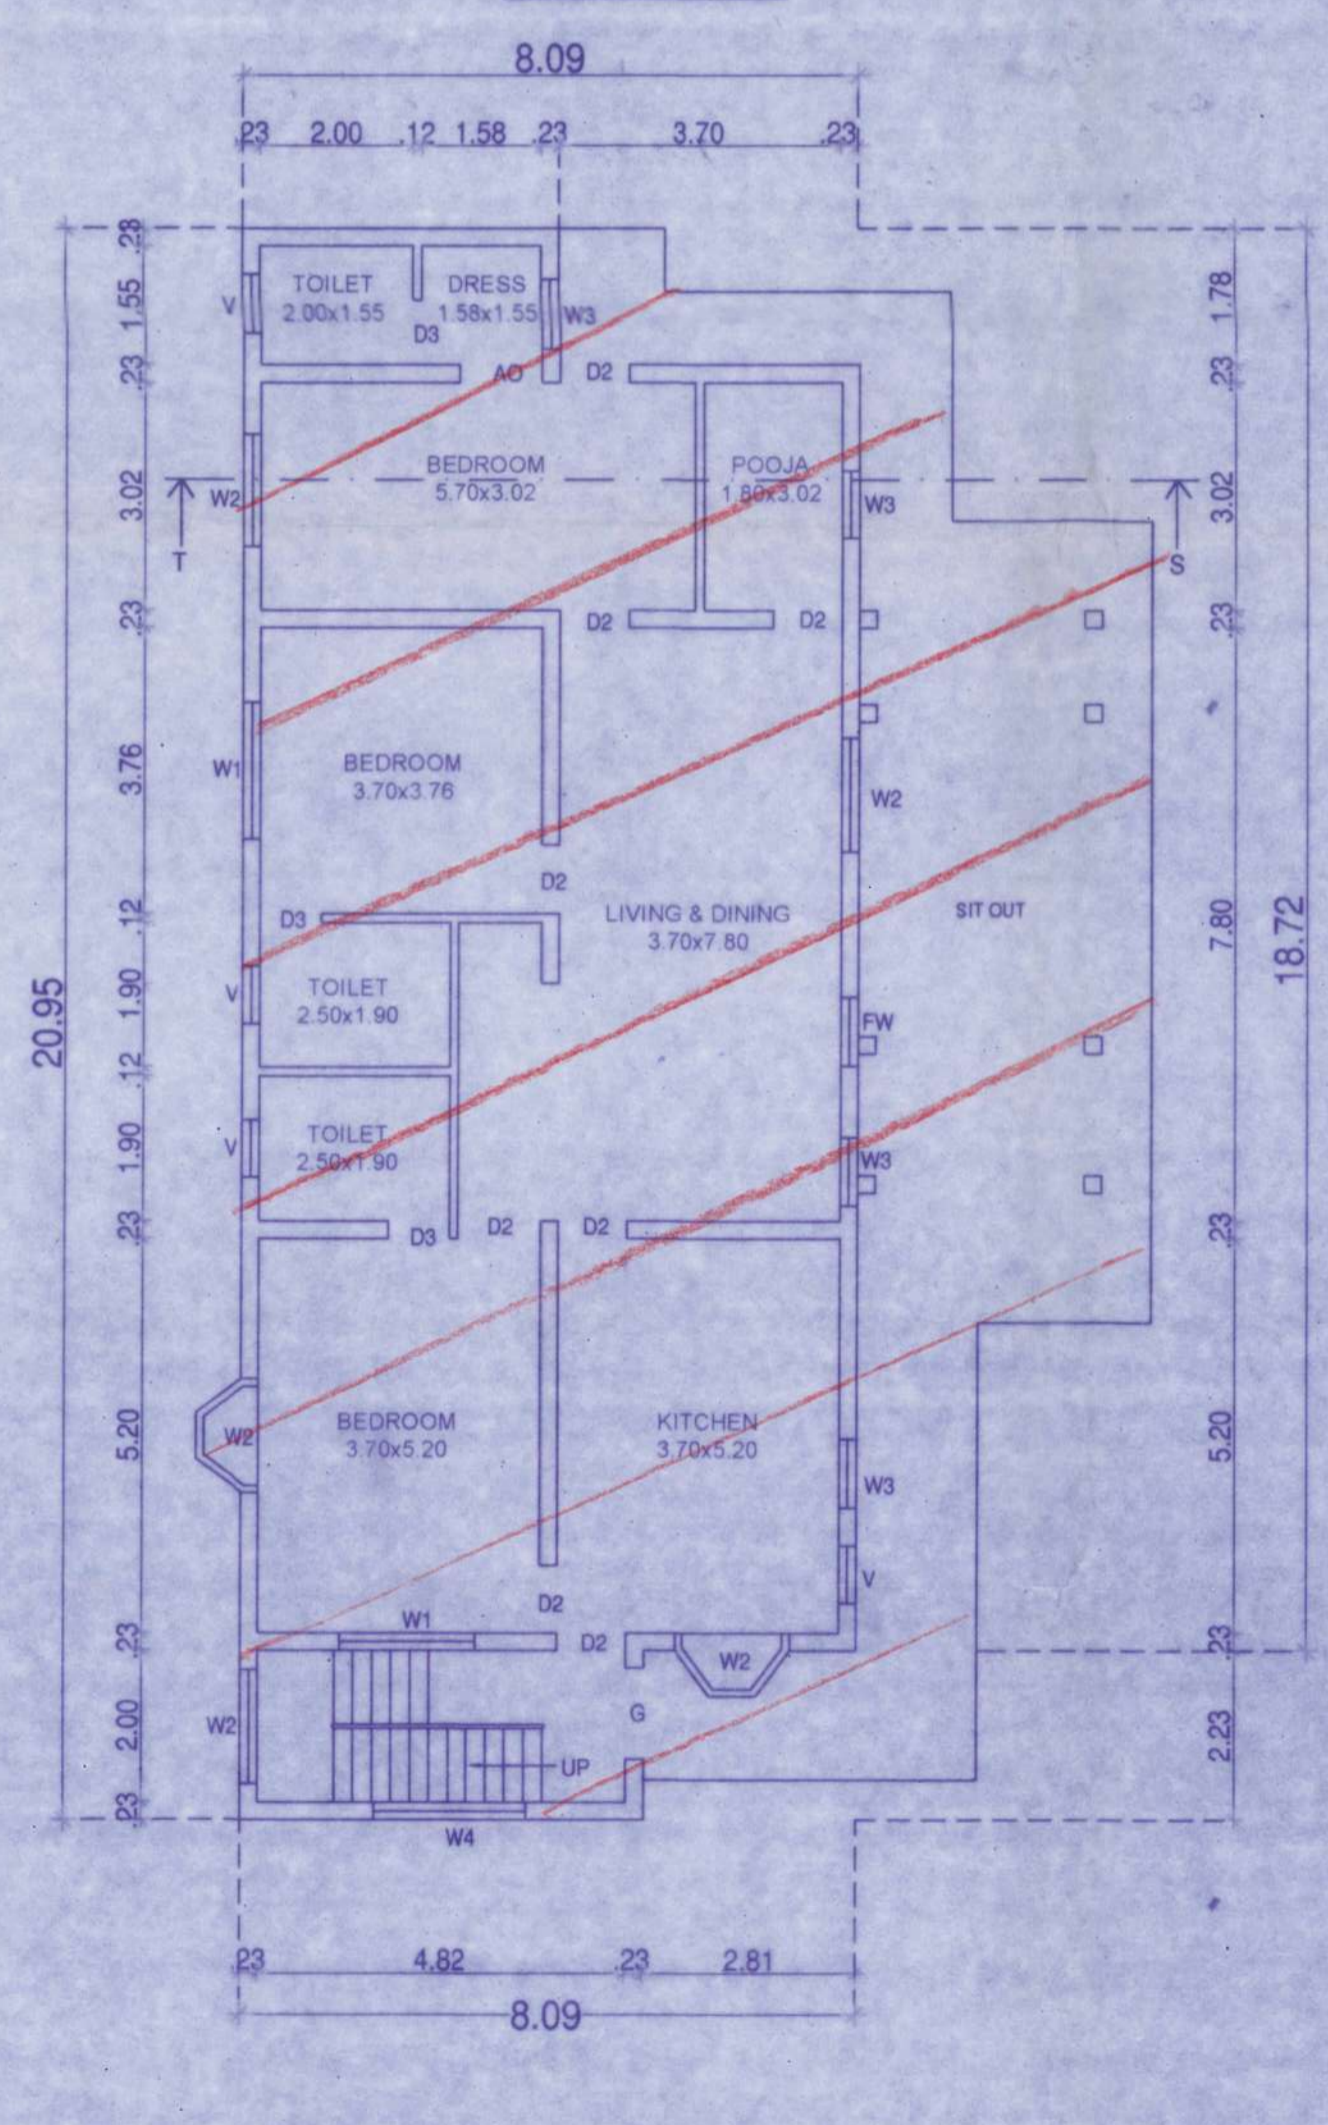 8.09
.23 2.00 .12 1.58 .23 3.70 .23
.28
1.55
.23
3.02
.23
3.76
.12
1.90
.12
1.90
.23
5.20
.23
2.00
.23
20.95
1.78
.23
3.02
.23
7.80
.23
5.20
.23
2.23
18.72
TOILET
2.00x1.55
DRESS
1.58x1.55
V
D3
W3
AO
D2
BEDROOM
5.70x3.02
POOJA
1.80x3.02
W2
W3
T
S
D2
D2
BEDROOM
3.70x3.76
W1
W2
D2
D3
LIVING & DINING
3.70x7.80
SIT OUT
TOILET
2.50x1.90
V
FW
TOILET
2.50x1.90
V
W3
D3
D2
D2
BEDROOM
3.70x5.20
W2
KITCHEN
3.70x5.20
W3
V
D2
W1
D2
W2
W2
G
UP
W4
.23 4.82 .23 2.81
8.09